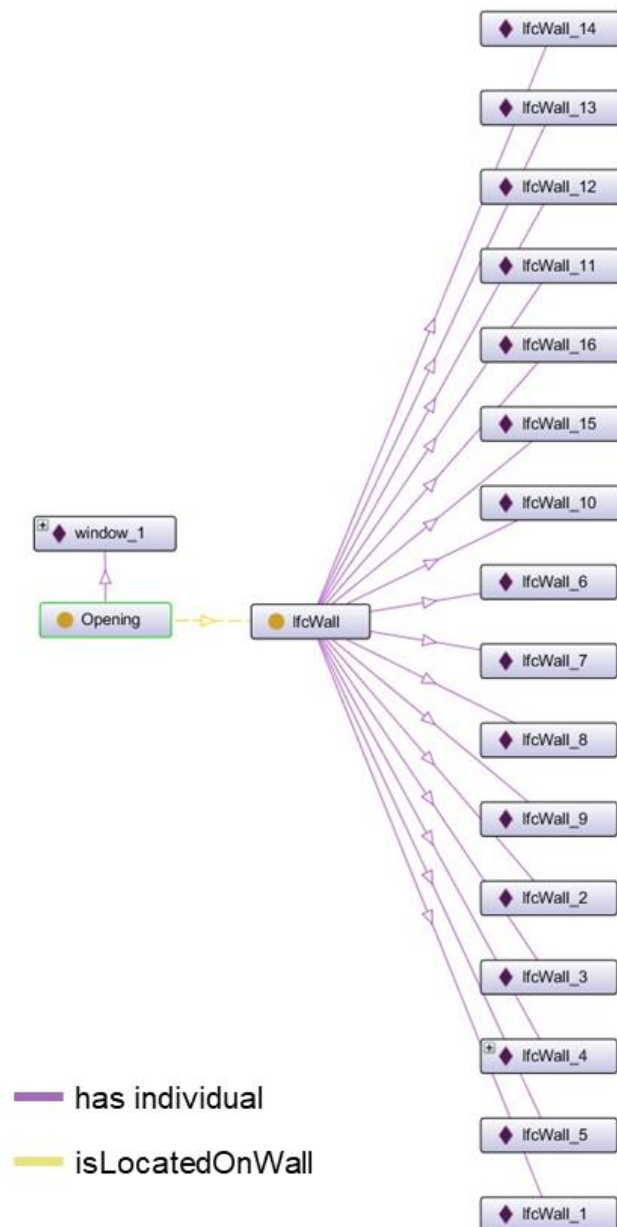 IfcWall_14
IfcWall_13
IfcWall_12
IfcWall_11
IfcWall_16
IfcWall_15
IfcWall_10
window_1
IfcWall_6
Opening
IfcWall
IfcWall_7
IfcWall_8
IfcWall_9
IfcWall_2
IfcWall_3
IfcWall_4
has individual
IfcWall_5
isLocatedOnWall
IfcWall_1